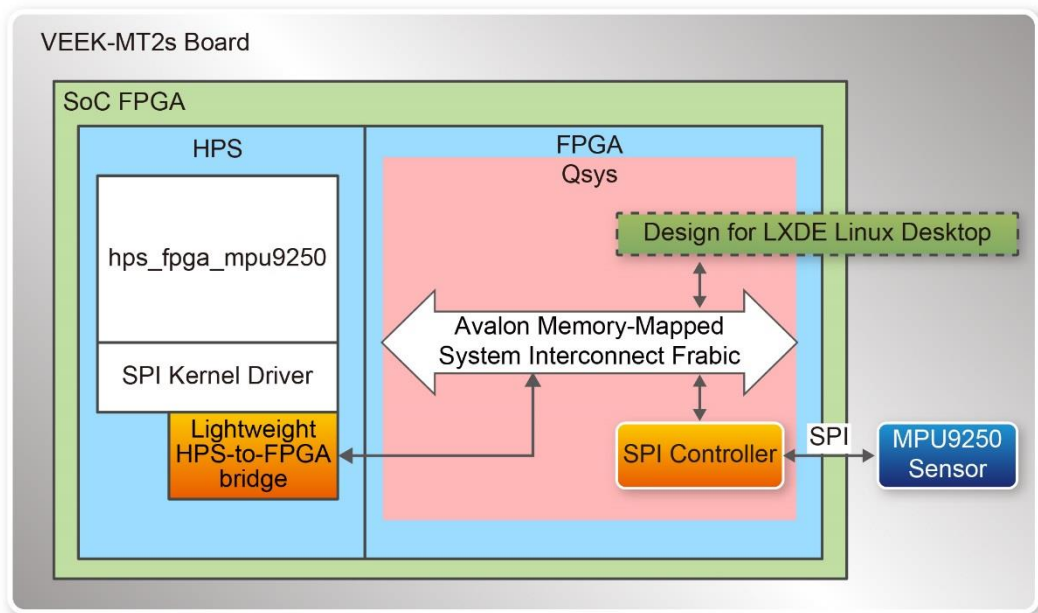 VEEK-MT2s Board
SoC FPGA
HPS
FPGA
Qsys
hps_fpga_mpu9250
SPI Kernel Driver
Lightweight
HPS-to-FPGA
bridge
Design for LXDE Linux Desktop
Avalon Memory-Mapped
System Interconnect Frabic
SPI Controller
SPI
MPU9250
Sensor